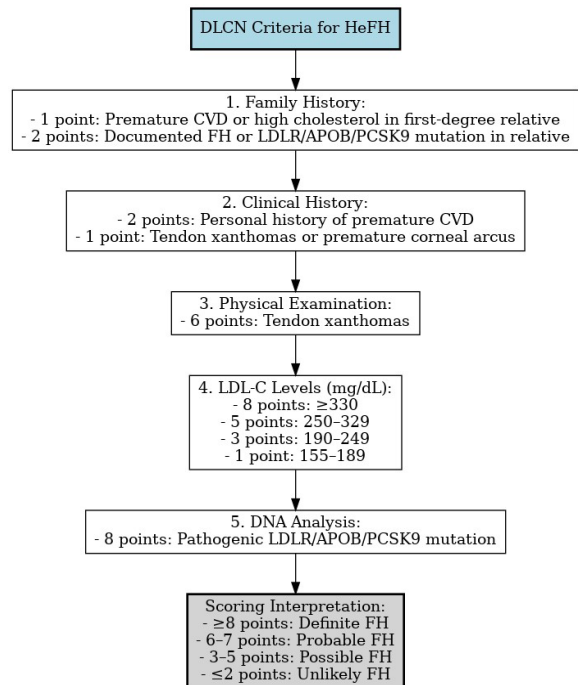 DLCN Criteria for HeFH
1. Family History:
- 1 point: Premature CVD or high cholesterol in first-degree relative
- 2 points: Documented FH or LDLR/APOB/PCSK9 mutation in relative
2. Clinical History:
- 2 points: Personal history of premature CVD
- 1 point: Tendon xanthomas or premature corneal arcus
3. Physical Examination:
- 6 points: Tendon xanthomas
4. LDL-C Levels (mg/dL):
- 8 points: ≥330
- 5 points: 250–329
- 3 points: 190–249
- 1 point: 155–189
5. DNA Analysis:
- 8 points: Pathogenic LDLR/APOB/PCSK9 mutation
Scoring Interpretation:
- ≥8 points: Definite FH
- 6–7 points: Probable FH
- 3–5 points: Possible FH
- ≤2 points: Unlikely FH